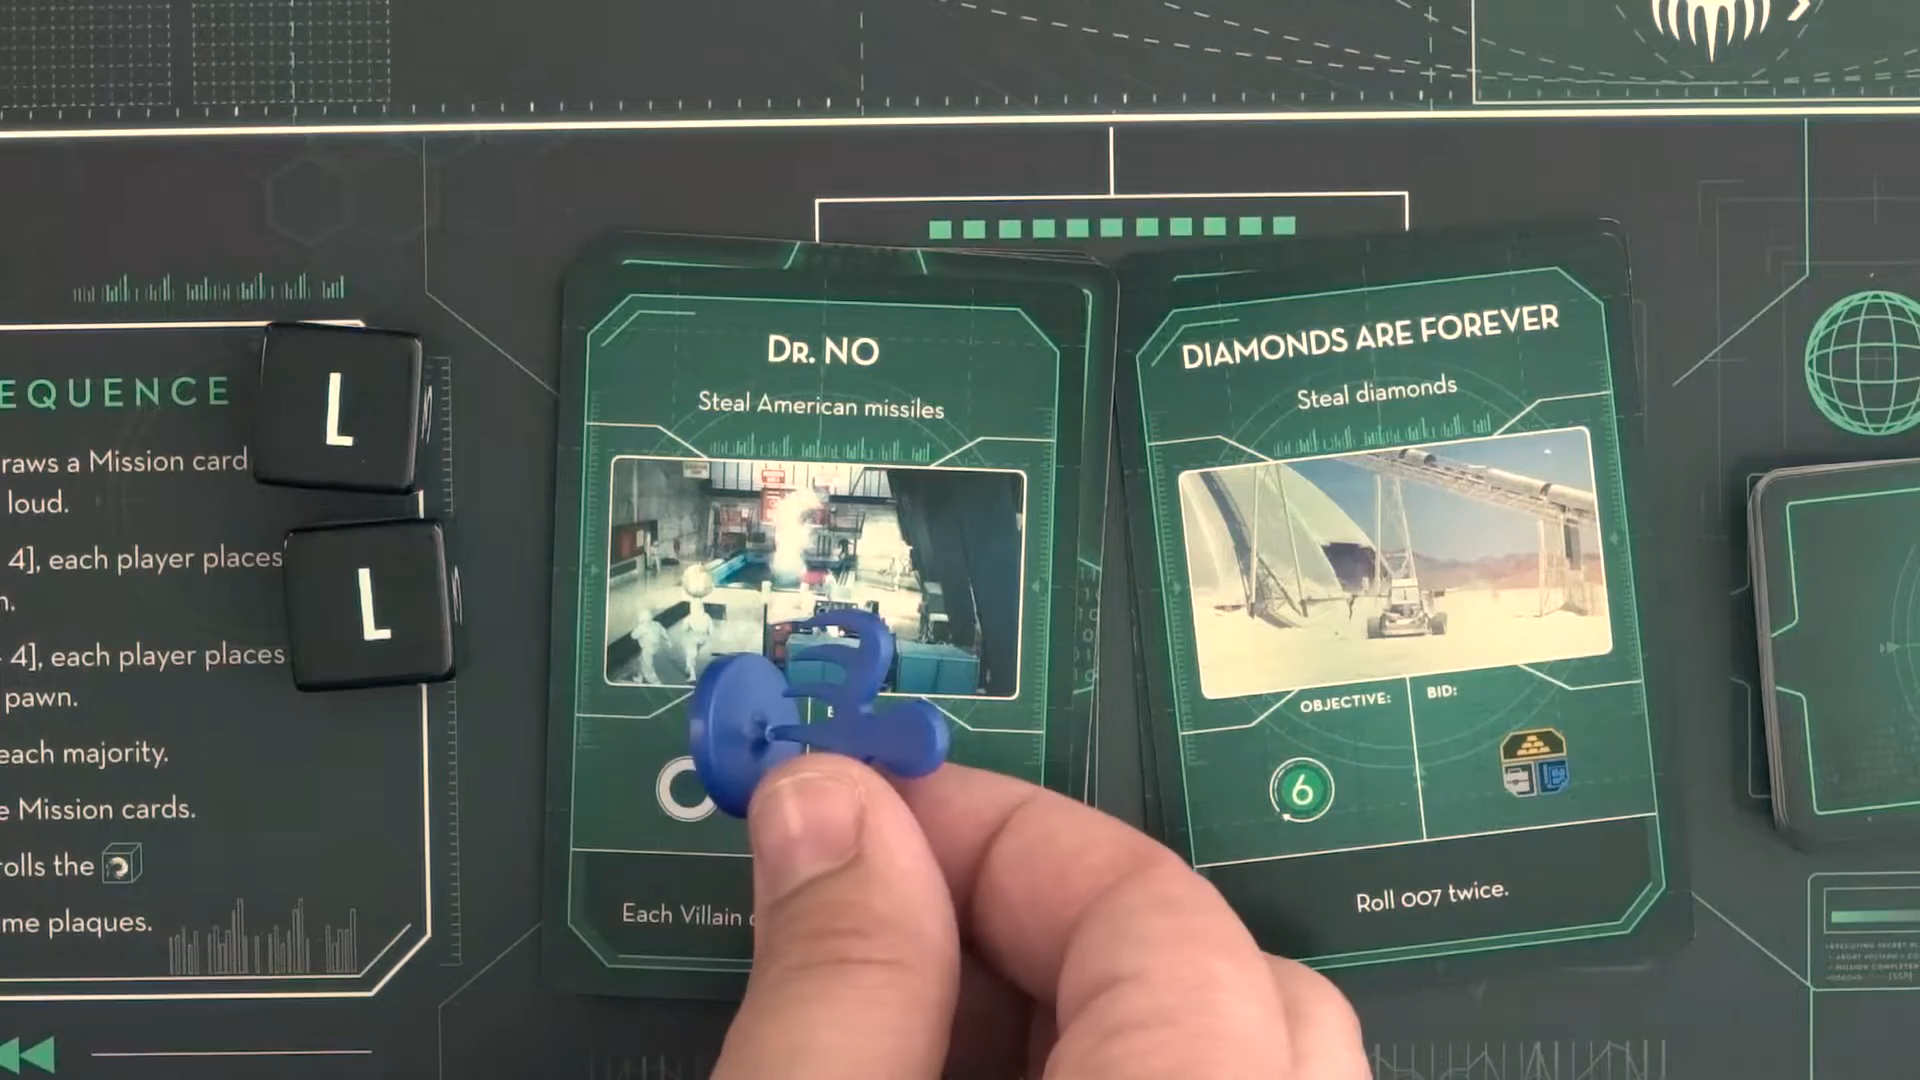 EQUENCE
raws a Mission card
loud.
4], each player places
n.
4], each player places
pawn.
each majority.
e Mission cards.
olls the
me plaques.
L
L
DR. NO
Steal American missiles
Each Villain
DIAMONDS ARE FOREVER
Steal diamonds
OBJECTIVE:
BID:
6
Roll 007 twice.